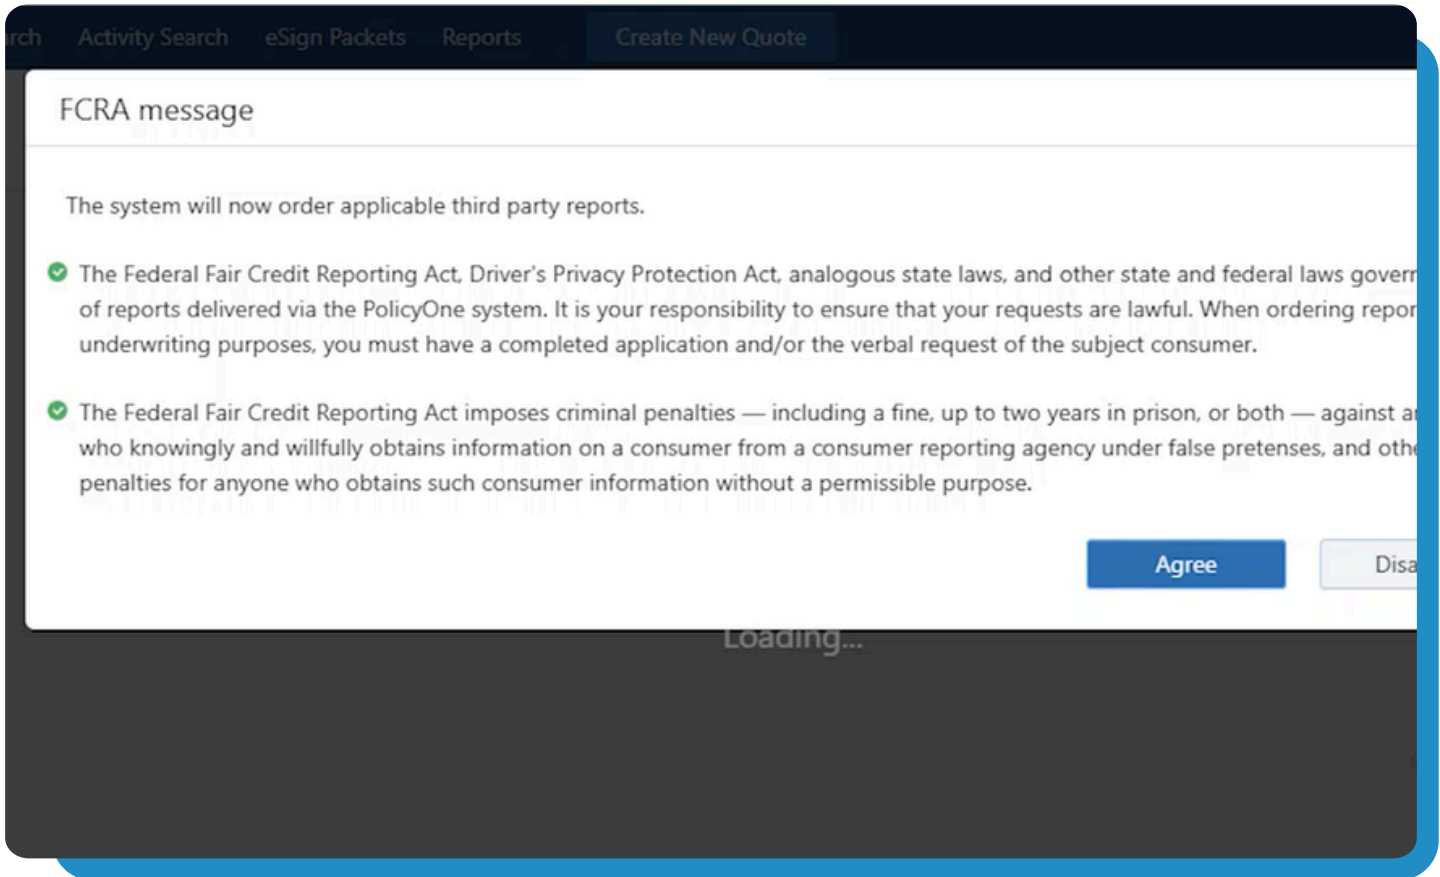 Activity Search eSign Packets Reports Create New Quote
FCRA message
The system will now order applicable third party reports.
The Federal Fair Credit Reporting Act, Driver's Privacy Protection Act, analogous state laws, and other state and federal laws govern
of reports delivered via the PolicyOne system. It is your responsibility to ensure that your requests are lawful. When ordering repor
underwriting purposes, you must have a completed application and/or the verbal request of the subject consumer.
The Federal Fair Credit Reporting Act imposes criminal penalties — including a fine, up to two years in prison, or both — against
who knowingly and willfully obtains information on a consumer from a consumer reporting agency under false pretenses, and othe
penalties for anyone who obtains such consumer information without a permissible purpose.
Agree Disa
Loading...